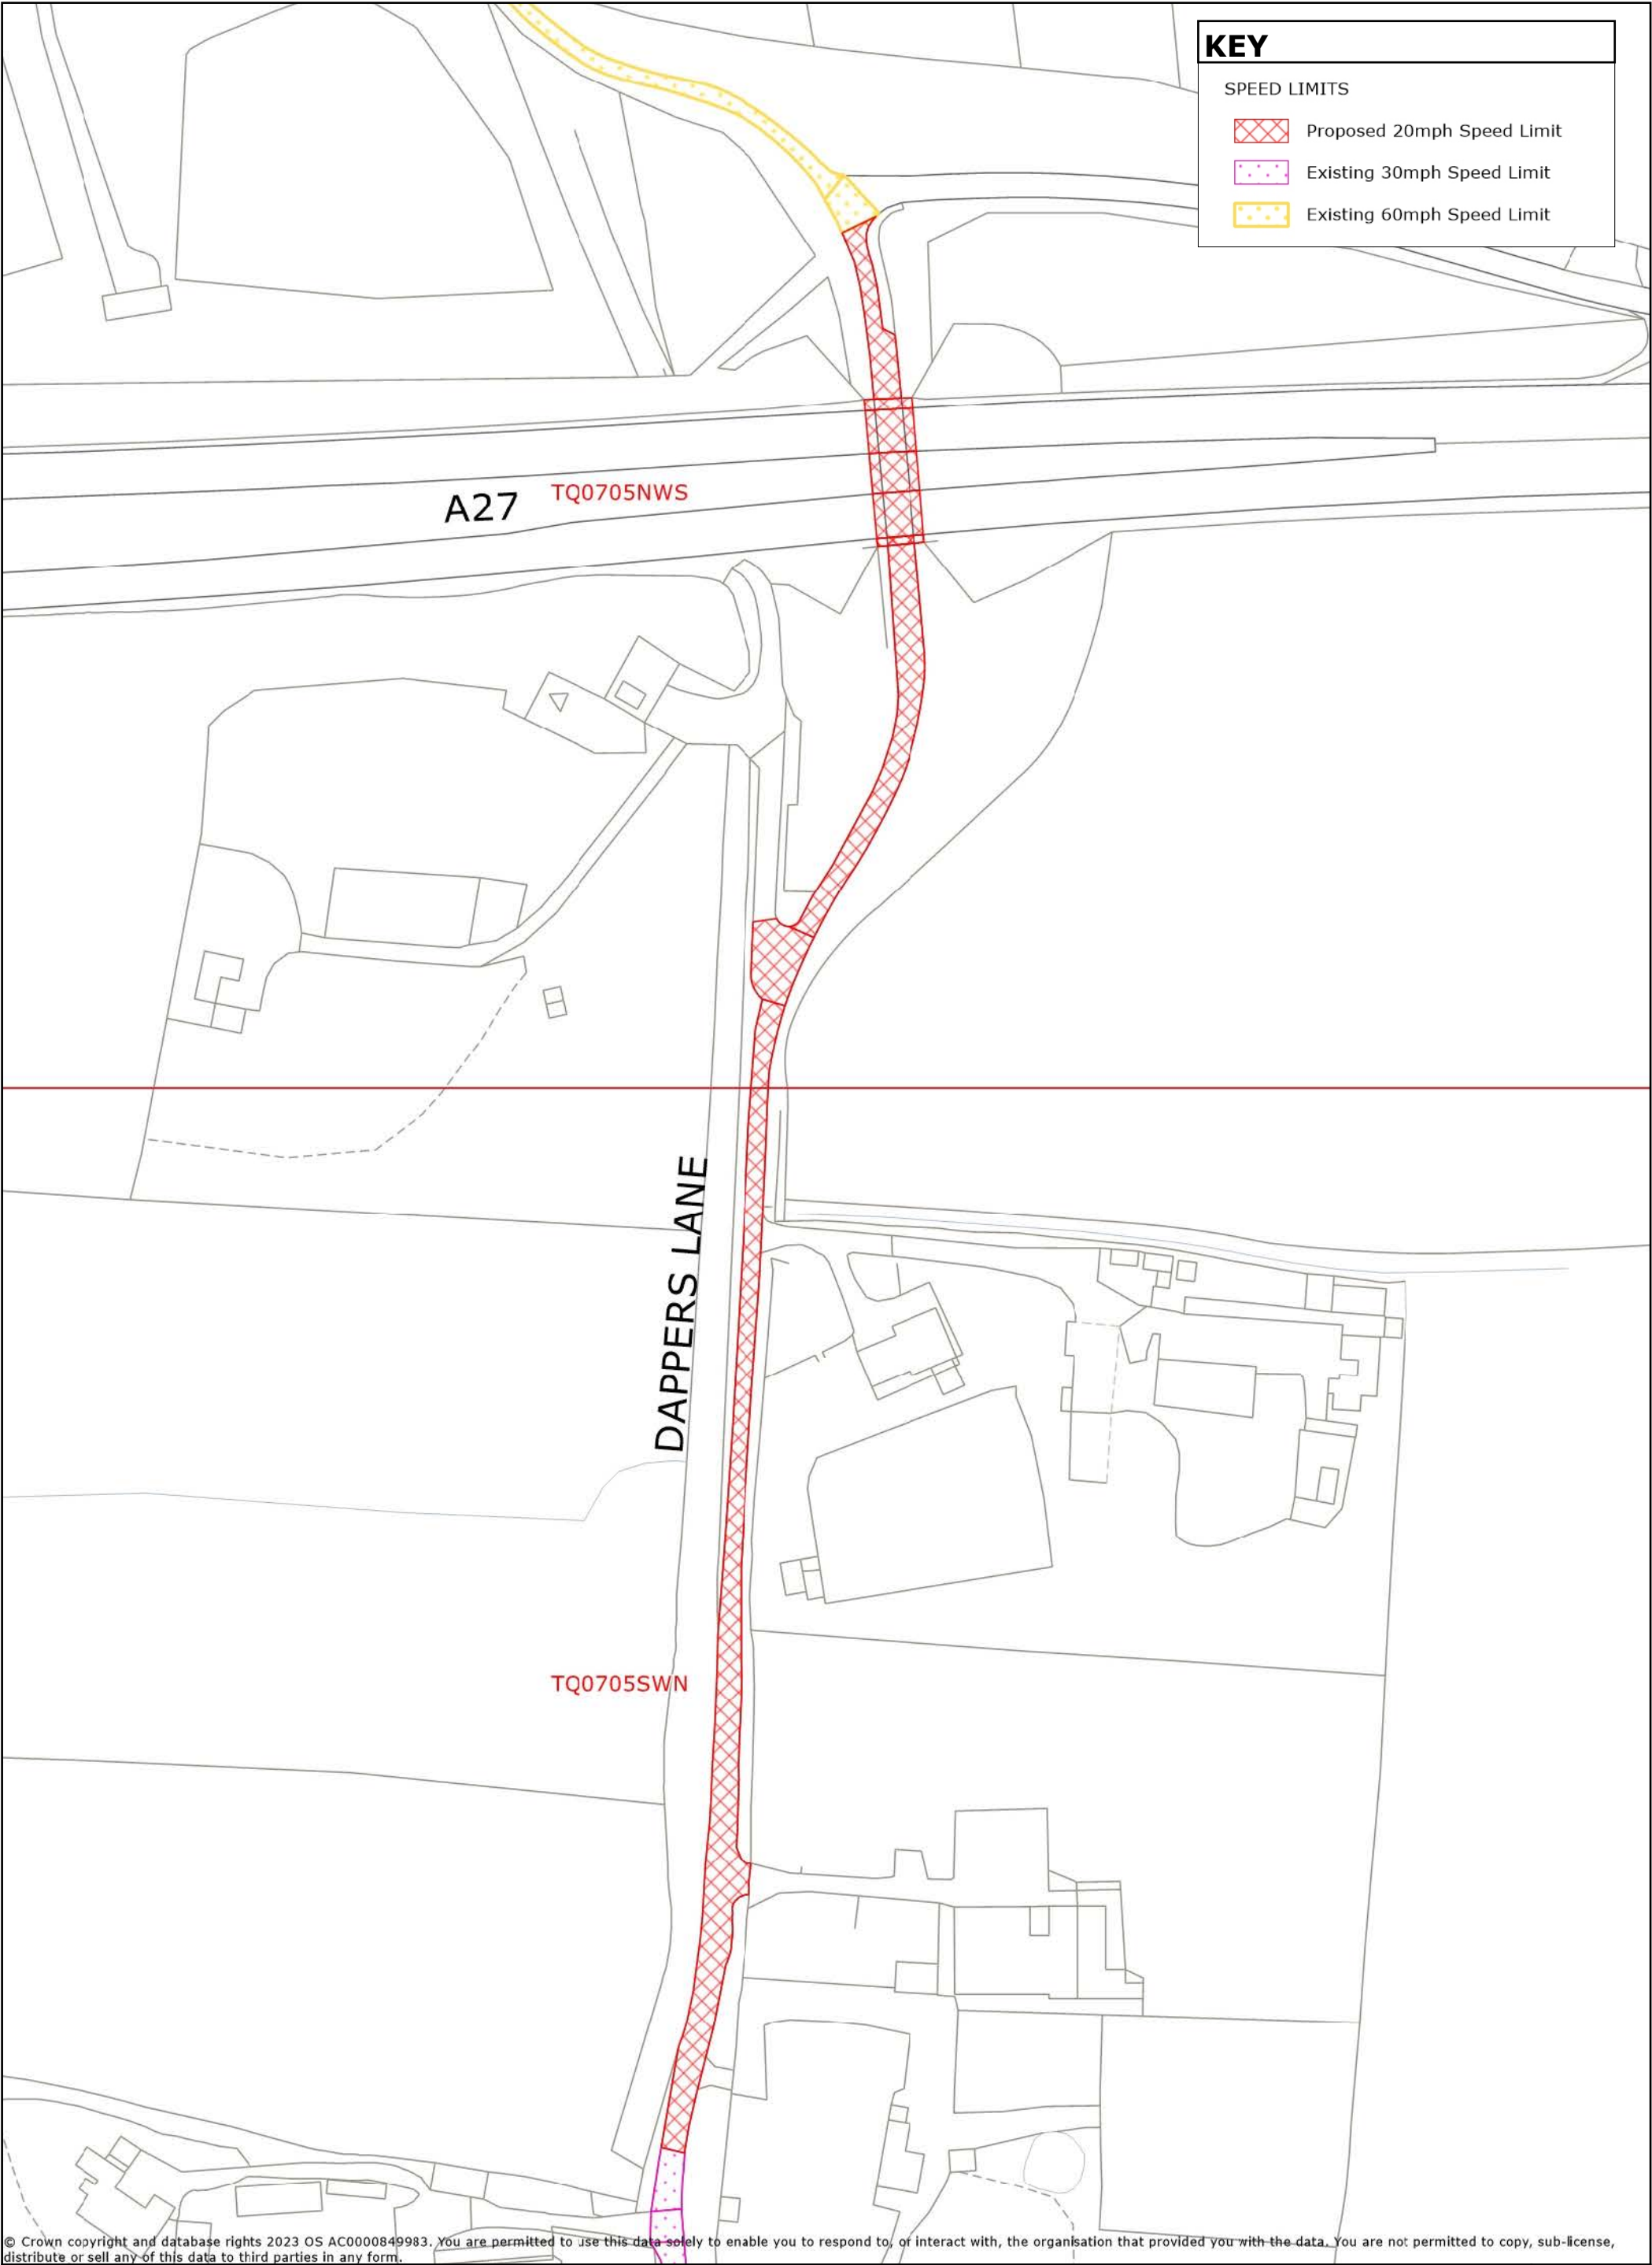 KEY
SPEED LIMITS
Proposed 20mph Speed Limit
Existing 30mph Speed Limit
Existing 60mph Speed Limit
A27
TQ0705NWS
DAPPERS LANE
TQ0705SWN
© Crown copyright and database rights 2023 OS AC0000849983. You are permitted to use this data solely to enable you to respond to, or interact with, the organisation that provided you with the data. You are not permitted to copy, sub-license,
distribute or sell any of this data to third parties in any form.